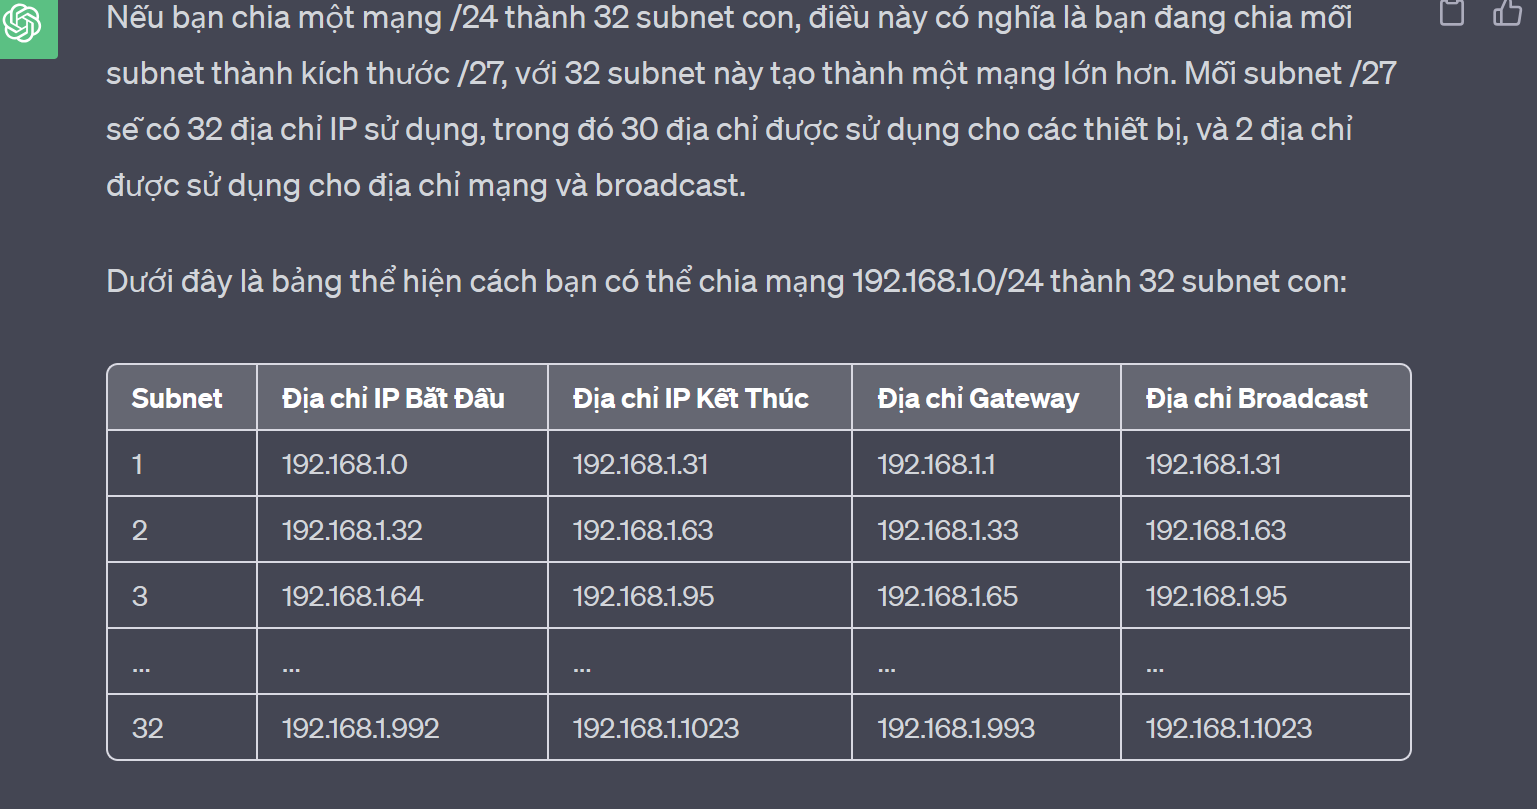 Nếu bạn chia một mạng /24 thành 32 subnet con, điều này có nghĩa là bạn đang chia mỗi
subnet thành kích thước /27, với 32 subnet này tạo thành một mạng lớn hơn. Mỗi subnet /27
sẽ có 32 địa chỉ IP sử dụng, trong đó 30 địa chỉ được sử dụng cho các thiết bị, và 2 địa chỉ
được sử dụng cho địa chỉ mạng và broadcast.
Dưới đây là bảng thể hiện cách bạn có thể chia mạng 192.168.1.0/24 thành 32 subnet con:
Subnet Địa chỉ IP Bắt Đầu Địa chỉ IP Kết Thúc Địa chỉ Gateway Địa chỉ Broadcast
1 192.168.1.0 192.168.1.31 192.168.1.1 192.168.1.31
2 192.168.1.32 192.168.1.63 192.168.1.33 192.168.1.63
3 192.168.1.64 192.168.1.95 192.168.1.65 192.168.1.95
... ... ... ... ...
32 192.168.1.992 192.168.1.1023 192.168.1.993 192.168.1.1023